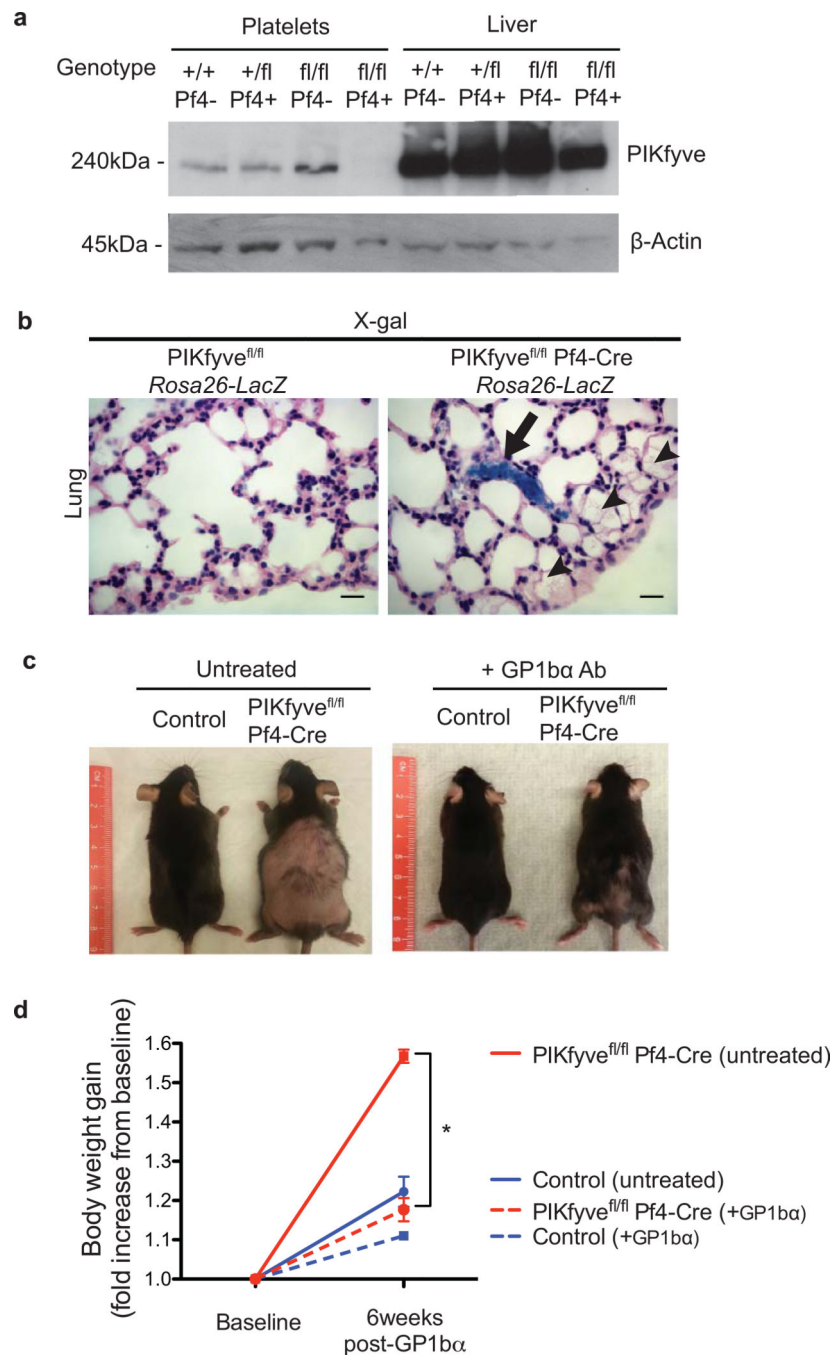 a
Platelets Liver
Genotype +/+ +/fl fl/fl fl/fl +/+ +/fl fl/fl fl/fl
Pf4- Pf4+ Pf4- Pf4+ Pf4- Pf4+ Pf4- Pf4+
240kDa - PIKfyve
45kDa - β-Actin
b
X-gal
PIKfyvefl/fl PIKfyvefl/fl Pf4-Cre
Rosa26-LacZ Rosa26-LacZ
Lung
c
Untreated + GP1bα Ab
Control PIKfyvefl/fl Control PIKfyvefl/fl
Pf4-Cre Pf4-Cre
d
Body weight gain
(fold increase from baseline)
1.6
1.5
1.4
1.3
1.2
1.1
1.0
*
PIKfyvefl/fl Pf4-Cre (untreated)
Control (untreated)
PIKfyvefl/fl Pf4-Cre (+GP1bα)
Control (+GP1bα)
Baseline 6weeks
post-GP1bα